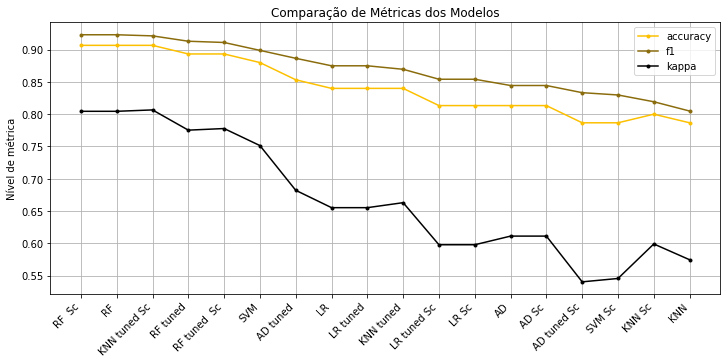 Comparação de Métricas dos Modelos
accuracy
f1
kappa
Nível de métrica
0.90
0.85
0.80
0.75
0.70
0.65
0.60
0.55
RF Sc
RF
KNN tuned Sc
RF tuned
RF tuned Sc
SVM
AD tuned
LR
LR tuned
KNN tuned
LR tuned Sc
LR Sc
AD
AD Sc
AD tuned Sc
SVM Sc
KNN Sc
KNN